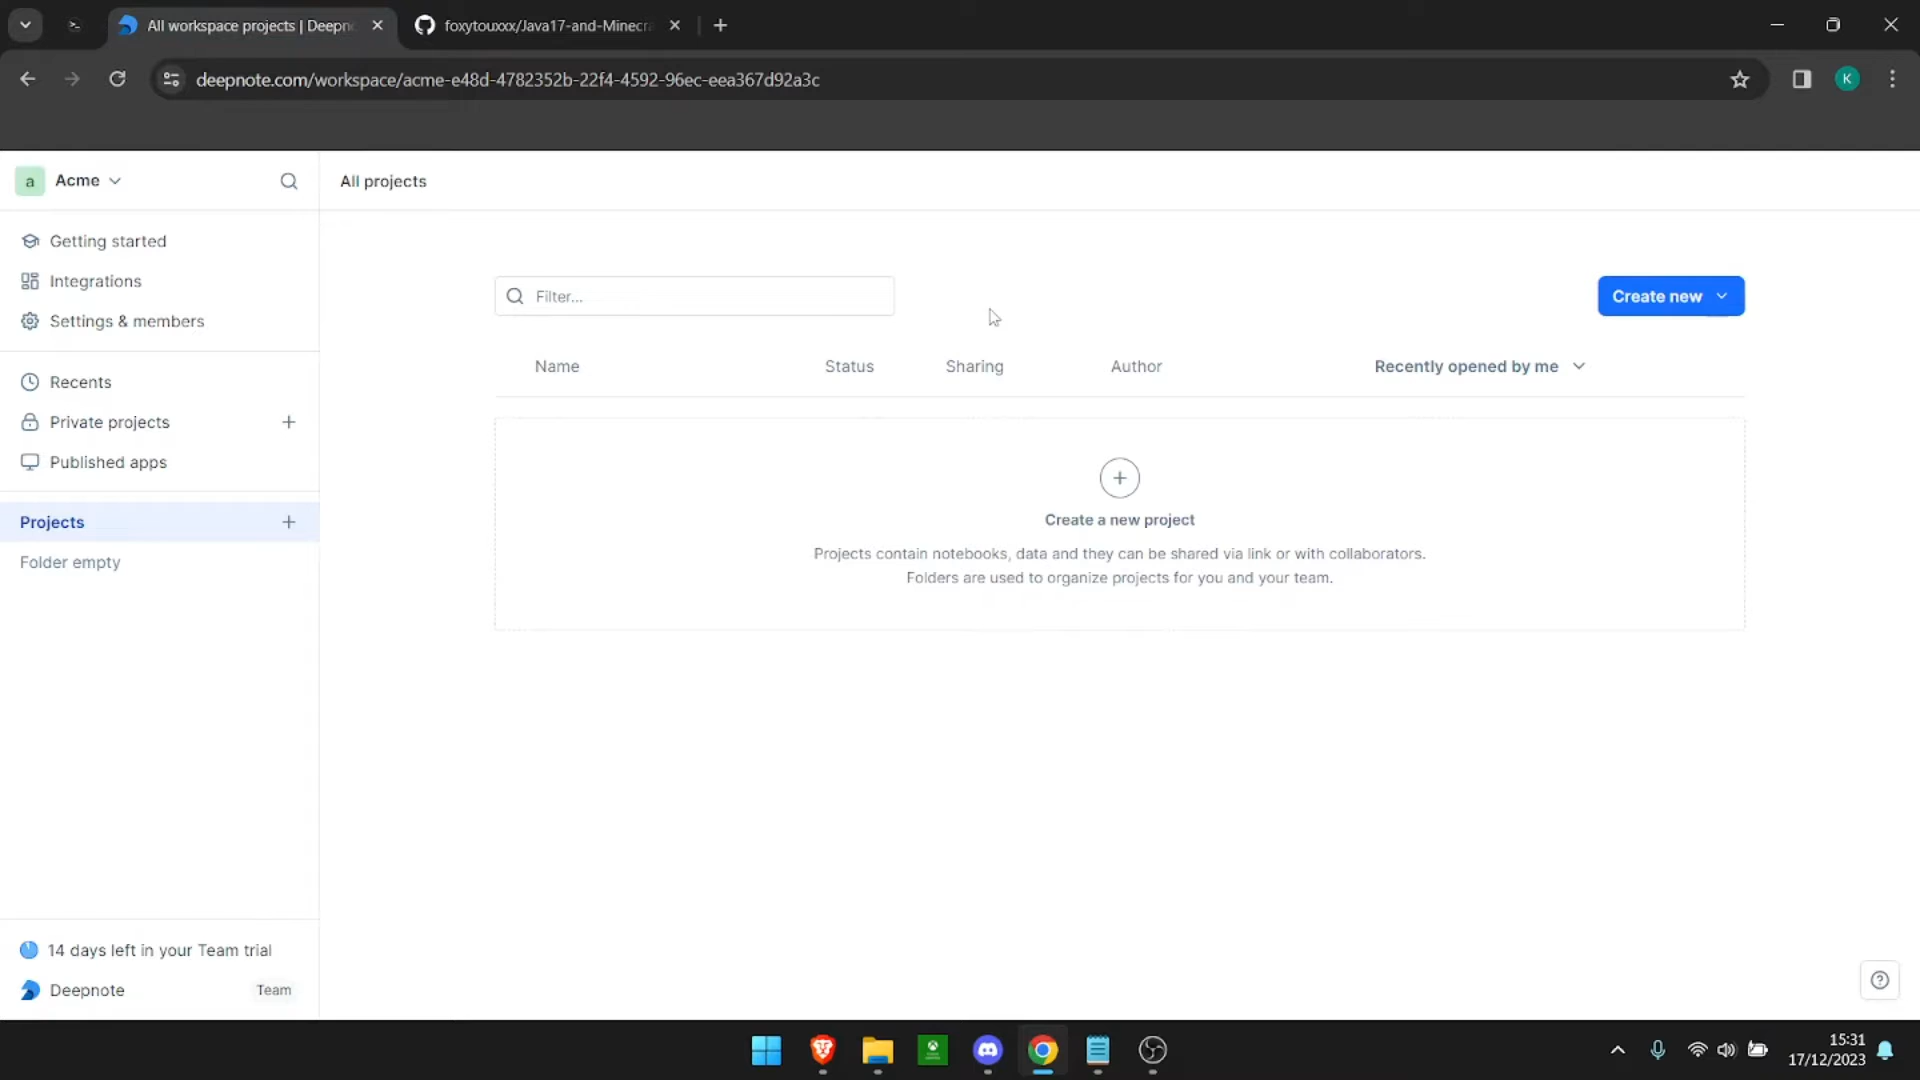 All workspace projects | Deepn
foxytouxxx/Java17-and-Minecra
deepnote.com/workspace/acme-e48d-4782352b-22f4-4592-96ec-eea367d92a3c
K
a Acme
All projects
Getting started
Integrations
Settings & members
Filter...
Create new
Name Status Sharing Author Recently opened by me
Recents
Private projects
Published apps
Projects
Folder empty
Create a new project
Projects contain notebooks, data and they can be shared via link or with collaborators.
Folders are used to organize projects for you and your team.
14 days left in your Team trial
Deepnote Team
15:31
17/12/2023